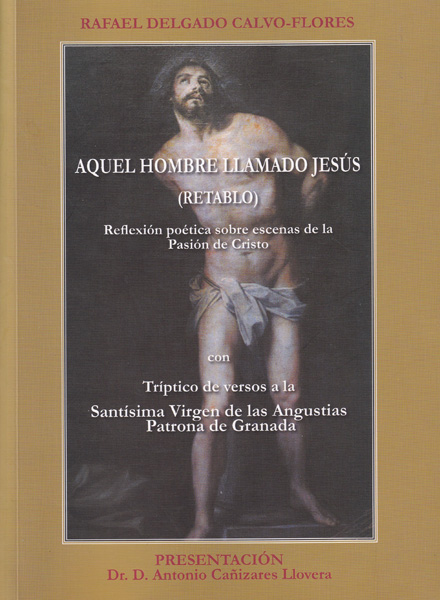 RAFAEL DELGADO CALVO-FLORES
AQUEL HOMBRE LLAMADO JESÚS
(RETABLO)
Reflexión poética sobre escenas de la
Pasión de Cristo
con
Tríptico de versos a la
Santísima Virgen de las Angustias
Patrona de Granada
PRESENTACIÓN
Dr. D. Antonio Cañizares Llovera